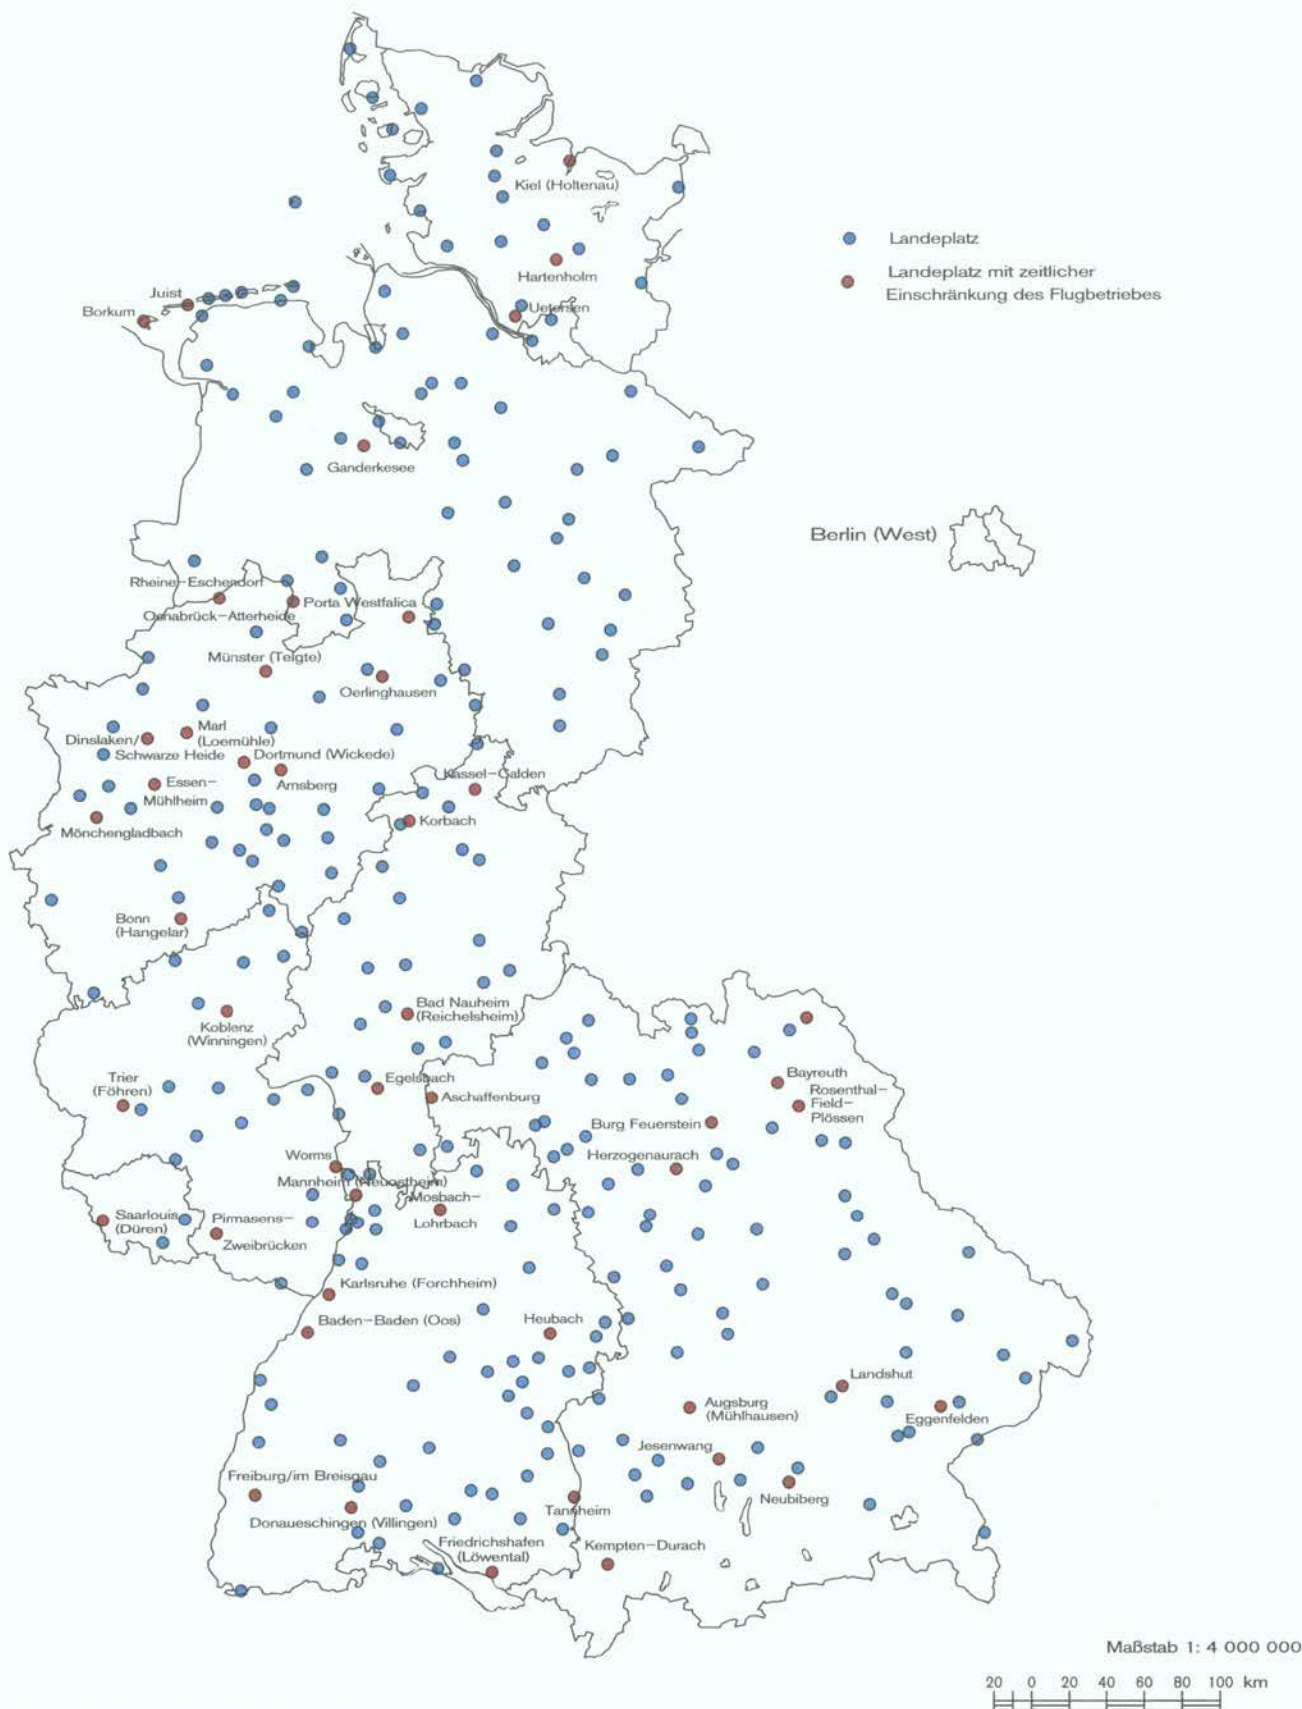 Kiel (Holtenau)
Landeplatz
Landeplatz mit zeitlicher
Einschränkung des Flugbetriebes
Hartenholm
Juist
Borkum
Uetersen
Ganderkesee
Berlin (West)
Rheine-Eschendorf
Porta Westfalica
Osnabrück-Atterheide
Münster (Telgte)
Oerlinghausen
Marl
(Loemühle)
Dinslaken/
Schwarze Heide
Dortmund (Wickede)
Kassel-Calden
Essen-
Mühlheim
Arnsberg
Mönchengladbach
Korbach
Bonn
(Hangelar)
Bad Nauheim
(Reichelsheim)
Koblenz
(Winningen)
Trier
(Föhren)
Egelsbach
Aschaffenburg
Bayreuth
Rosenthal-
Field-
Plössen
Burg Feuerstein
Herzogenaurach
Worms
Mannheim (Neuostheim)
Mosbach-
Lohrbach
Saarlouis
(Düren)
Pirmasens-
Zweibrücken
Karlsruhe (Forchheim)
Baden-Baden (Oos)
Heubach
Landshut
Augsburg
(Mühlhausen)
Eggenfelden
Jesenwang
Freiburg/im Breisgau
Neubiberg
Tannheim
Donaueschingen (Villingen)
Friedrichshafen
(Löwental)
Kempten-Durach
Maßstab 1: 4 000 000
20 0 20 40 60 80 100 km